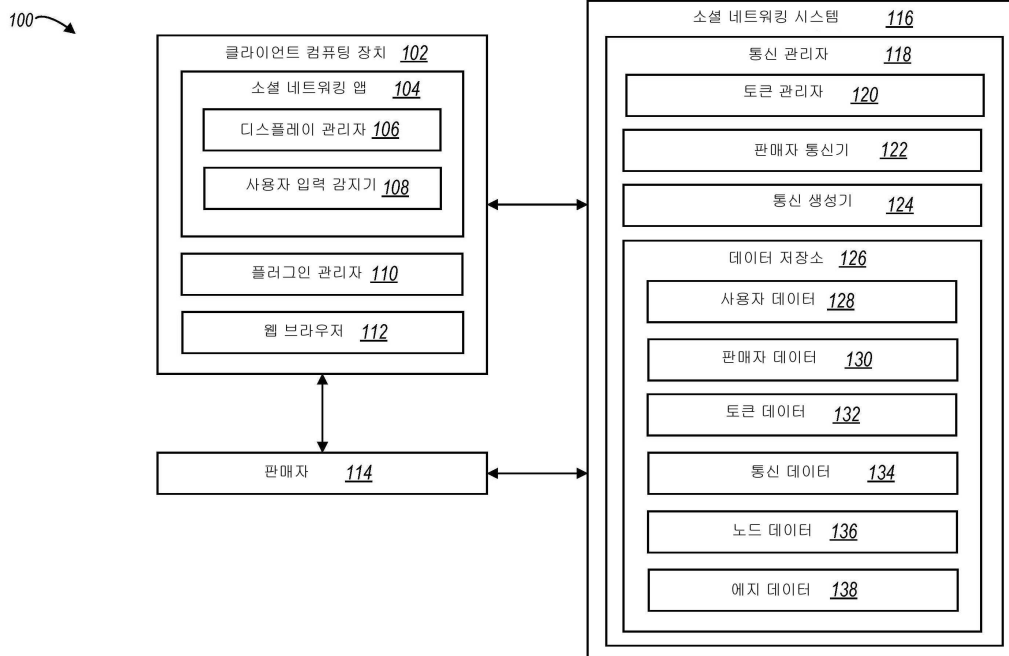 100
클라이언트 컴퓨팅 장치 102
소셜 네트워킹 앱 104
디스플레이 관리자 106
사용자 입력 감지기 108
플러그인 관리자 110
웹 브라우저 112
판매자 114
소셜 네트워킹 시스템 116
통신 관리자 118
토큰 관리자 120
판매자 통신기 122
통신 생성기 124
데이터 저장소 126
사용자 데이터 128
판매자 데이터 130
토큰 데이터 132
통신 데이터 134
노드 데이터 136
에지 데이터 138